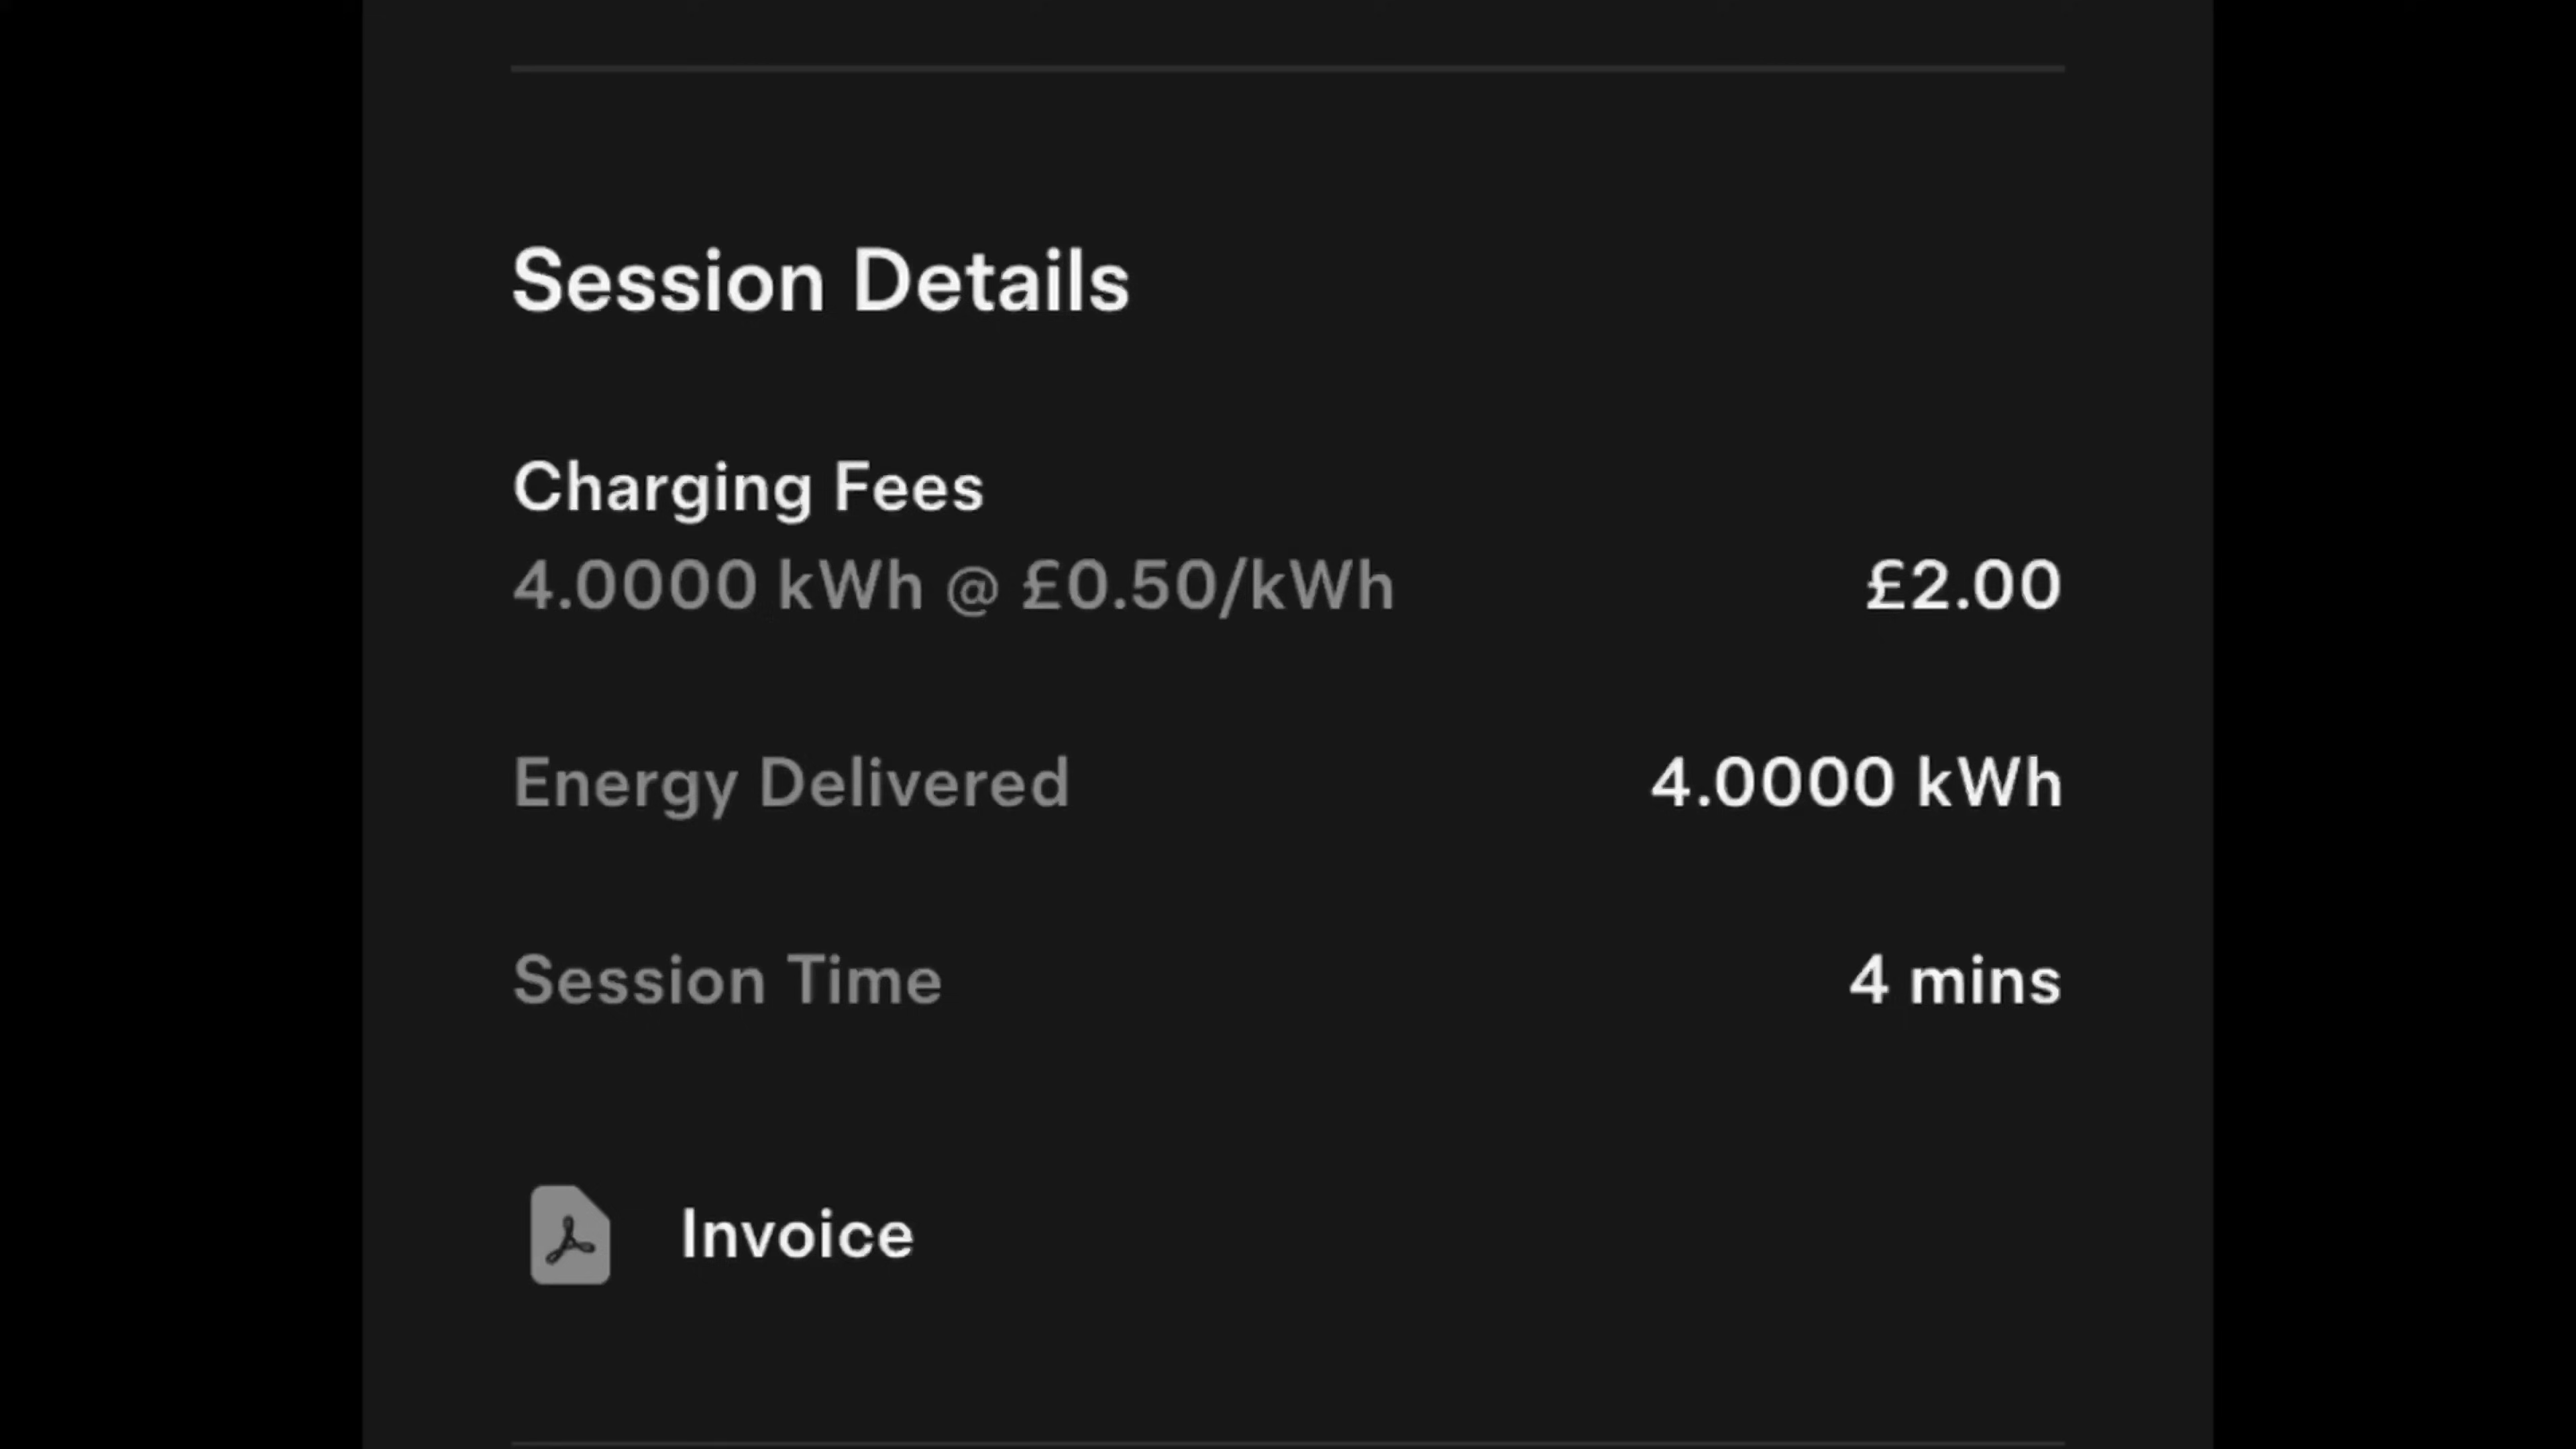 Session Details
Charging Fees
4.0000 kWh @ £0.50/kWh £2.00
Energy Delivered 4.0000 kWh
Session Time 4 mins
Invoice